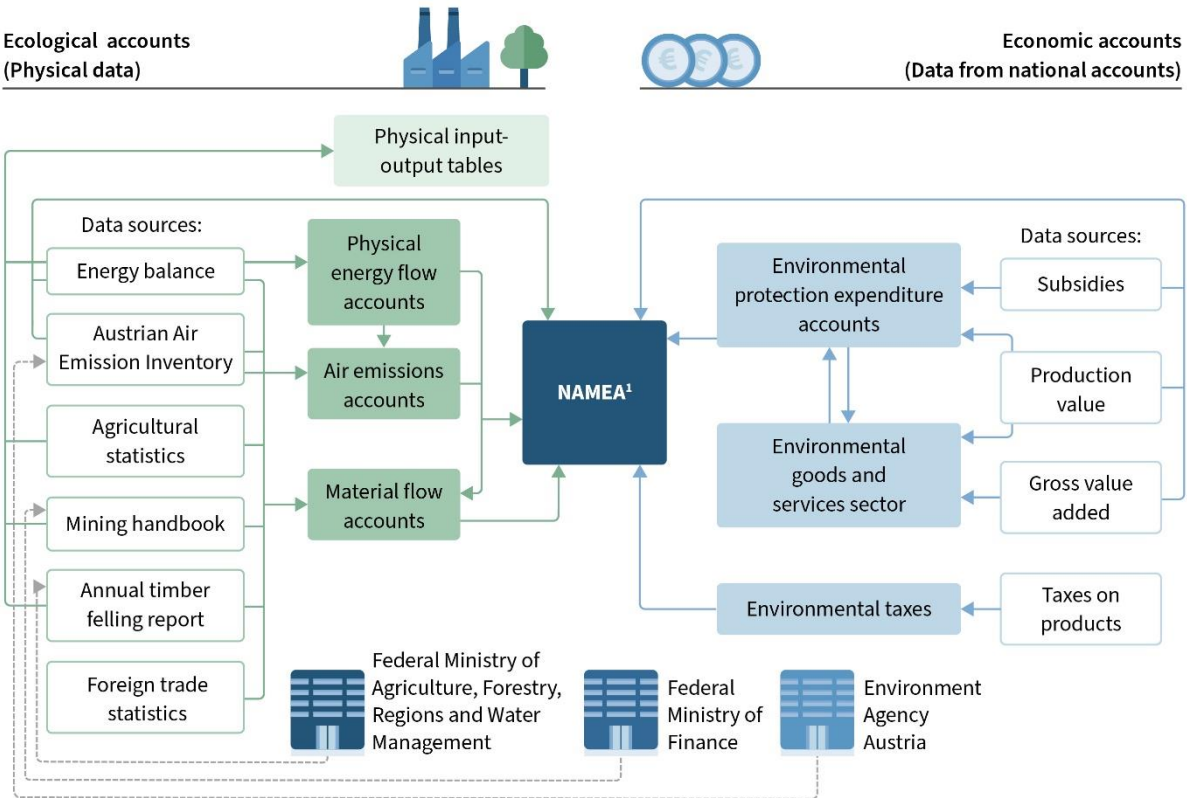 Ecological accounts
(Physical data)
Economic accounts
(Data from national accounts)
€
€
€
Physical input-
output tables
Data sources:
Energy balance
Austrian Air
Emission Inventory
Agricultural
statistics
Mining handbook
Annual timber
felling report
Foreign trade
statistics
Physical
energy flow
accounts
Air emissions
accounts
Material flow
accounts
NAMEA¹
Environmental
protection expenditure
accounts
Environmental
goods and
services sector
Environmental taxes
Data sources:
Subsidies
Production
value
Gross value
added
Taxes on
products
Federal Ministry of
Agriculture, Forestry,
Regions and Water
Management
Federal
Ministry of
Finance
Environment
Agency
Austria